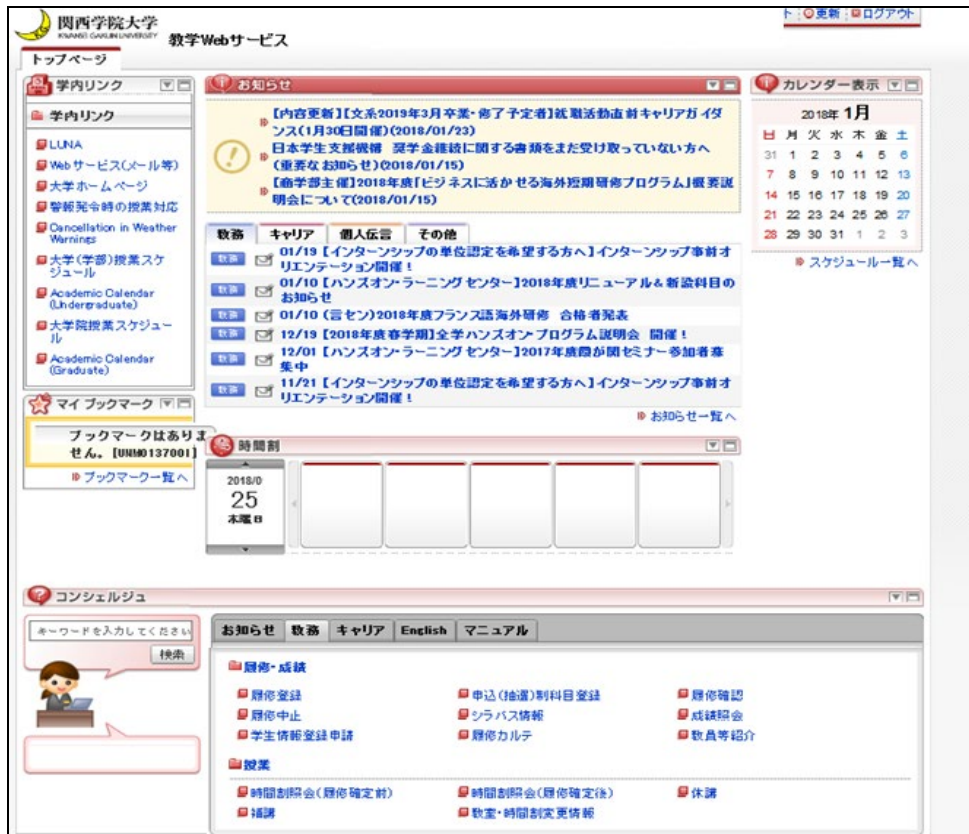 関西学院大学
KWANSEI GAKUIN UNIVERSITY
教学Webサービス
ト
更新
ログアウト
トップページ
学内リンク
学内リンク
LUNA
Webサービス(メール等)
大学ホームページ
警報発令時の授業対応
Cancellation in Weather
Warnings
大学(学部)授業スケ
ジュール
Academic Calendar
(Undergraduate)
大学院授業スケジュー
ル
Academic Calendar
(Graduate)
マイ ブックマーク
ブックマークはありま
せん。[UNM0137001]
ブックマーク一覧へ
お知らせ
【内容更新】【文系2019年3月卒業・修了予定者】就職活動直前キャリアガイダ
ンス(1月30日開催)(2018/01/23)
日本学生支援機構 奨学金継続に関する書類をまだ受け取っていない方へ
(重要なお知らせ)(2018/01/15)
【商学部主催】2018年度「ビジネスに活かせる海外短期研修プログラム」概要説
明会について(2018/01/15)
教務 キャリア 個人伝言 その他
教務 01/19 【インターンシップの単位認定を希望する方へ】インターンシップ事前オ
リエンテーション開催!
教務 01/10 【ハンズオン・ラーニングセンター】2018年度リニューアル&新設科目の
お知らせ
教務 01/10 (言セン)2018年度フランス語海外研修 合格者発表
教務 12/19 [2018年度春学期]全学ハンズオン・プログラム説明会 開催!
教務 12/01 【ハンズオン・ラーニングセンター】2017年度霞が関セミナー参加者募
集中
教務 11/21 【インターンシップの単位認定を希望する方へ】インターンシップ事前オ
リエンテーション開催!
お知らせ一覧へ
カレンダー表示
2018年 1月
日 月 火 水 木 金 土
31 1 2 3 4 5 6
7 8 9 10 11 12 13
14 15 16 17 18 19 20
21 22 23 24 25 26 27
28 29 30 31 1 2 3
スケジュール一覧へ
時間割
2018/0
25
木曜日
コンシェルジュ
キーワードを入力してください
検索
お知らせ 教務 キャリア English マニュアル
履修・成績
履修登録 申込(抽選)制科目登録 履修確認
履修中止 シラバス情報 成績照会
学生情報登録申請 履修カルテ 教員等紹介
授業
時間割照会(履修確定前) 時間割照会(履修確定後) 休講
補講 教室・時間割変更情報